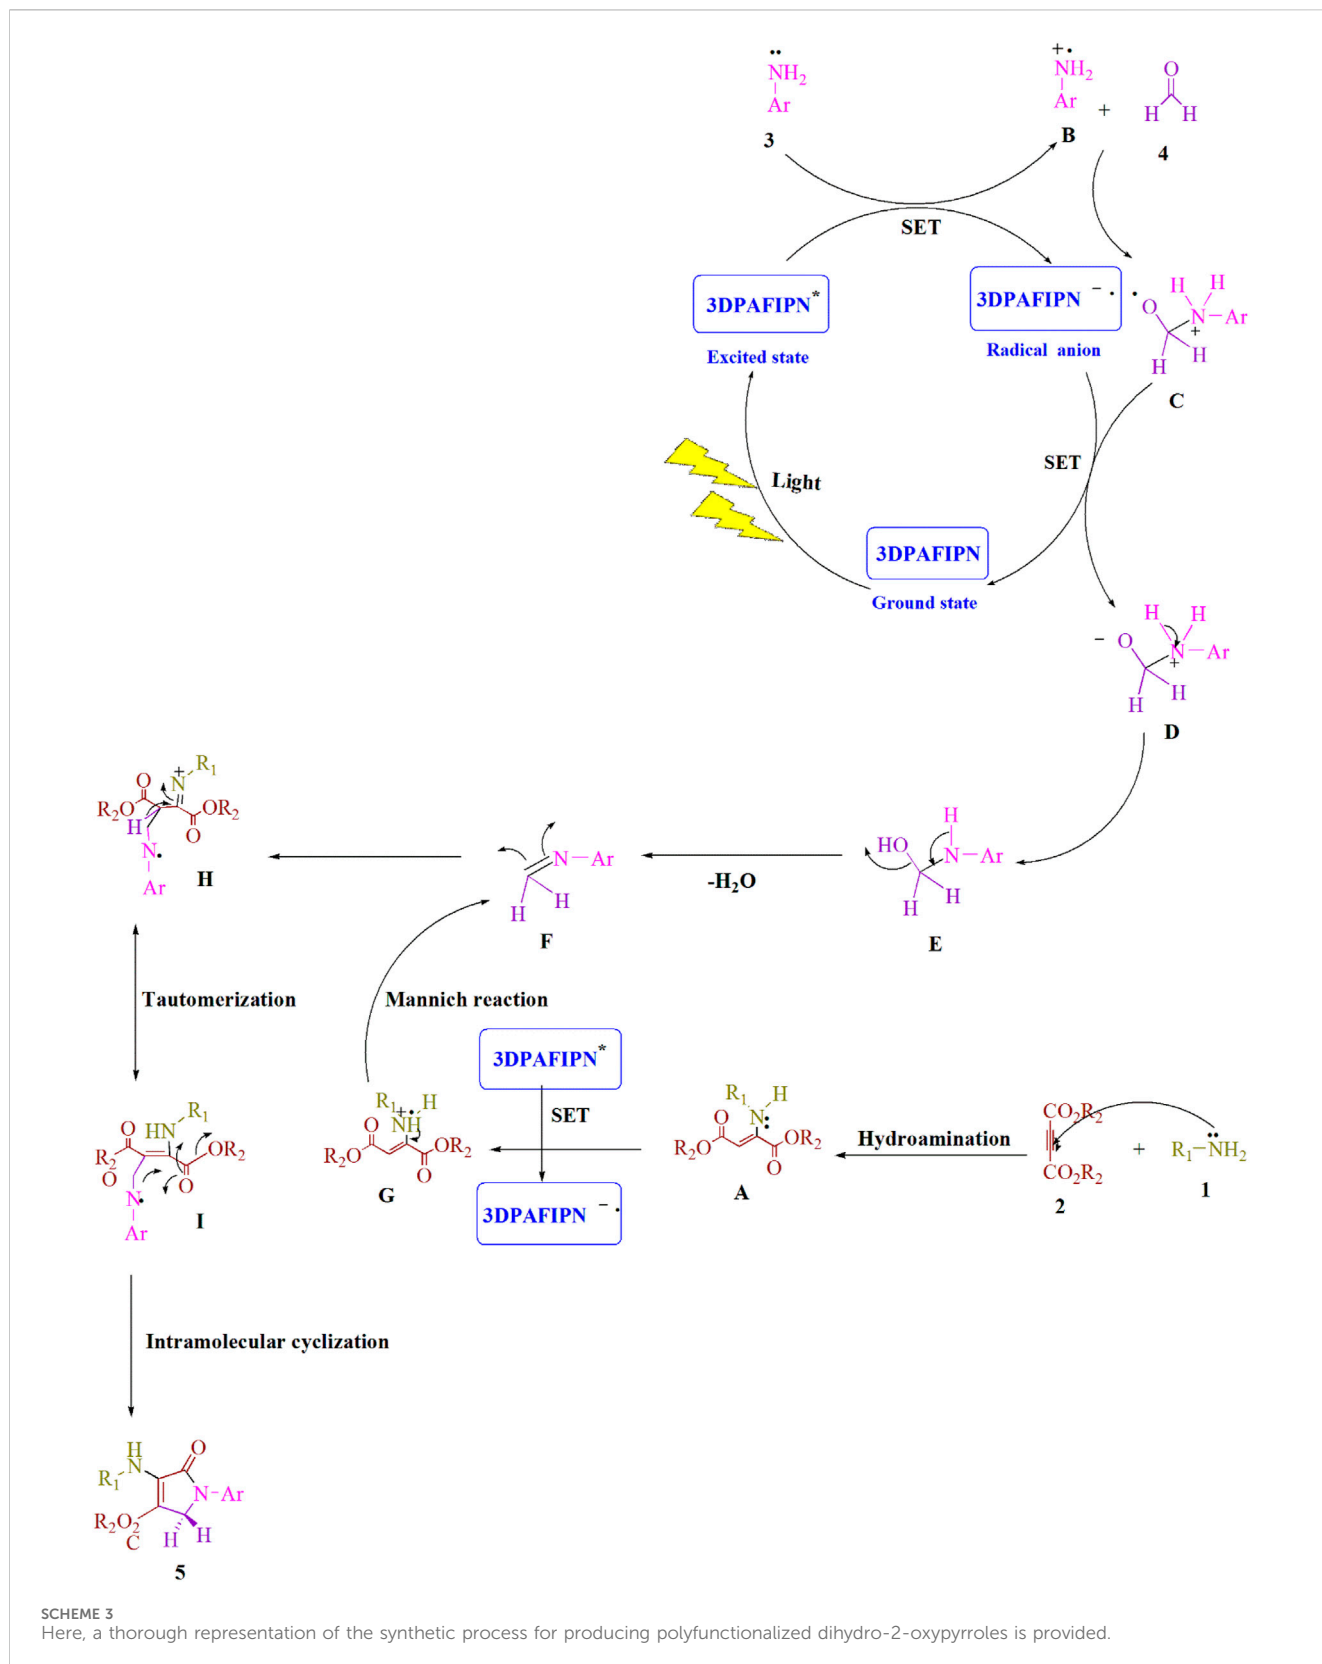 NH2
Ar
3
+•
NH2
Ar
B
+
O
H H
4
SET
3DPAFIPN*
Excited state
3DPAFIPN −•
Radical anion
•O H H
N−Ar
+
H H
C
SET
Light
3DPAFIPN
Ground state
− O H H
N−Ar
+
H H
D
HO H
N−Ar
H H
E
-H2O
N−Ar
H H
F
O + N R1
R2O OR2
H O
N•
Ar
H
Tautomerization
Mannich reaction
3DPAFIPN*
SET
3DPAFIPN −•
R1 +• H
NH
O
R2O OR2
O
G
R1 H
N
O
R2O OR2
O
A
Hydroamination
CO2R2
CO2R2
2
+
R1−NH2
1
HN R1
O
R2 OR2
O O
N•
Ar
I
Intramolecular cyclization
H
N O
R1
N−Ar
R2O2
C H H
5
SCHEME 3
Here, a thorough representation of the synthetic process for producing polyfunctionalized dihydro-2-oxypyrroles is provided.